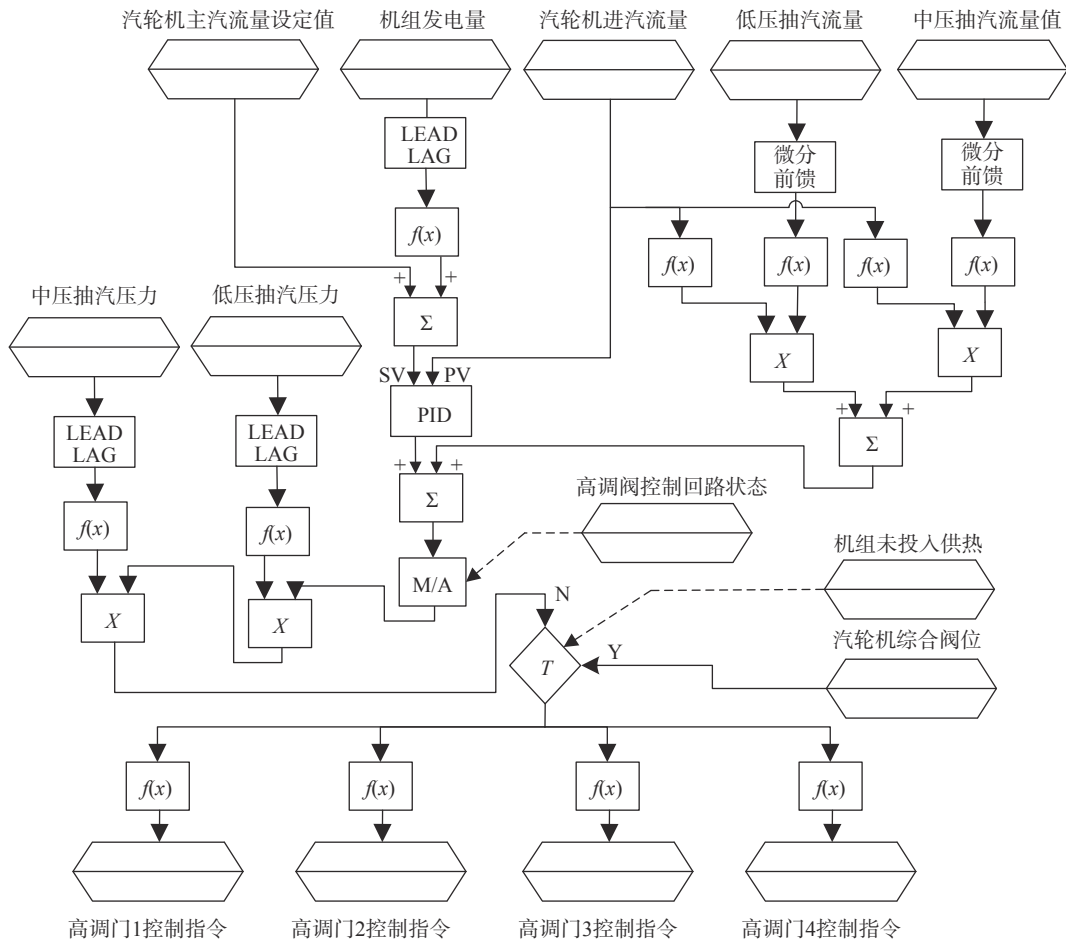 汽轮机主汽流量设定值
机组发电量
汽轮机进汽流量
低压抽汽流量
中压抽汽流量值
LEAD
LAG
微分
前馈
微分
前馈
f(x)
f(x)
f(x)
f(x)
f(x)
+
+
中压抽汽压力
低压抽汽压力
Σ
X
X
SV
PV
PID
+
+
LEAD
LAG
LEAD
LAG
Σ
+
+
高调阀控制回路状态
Σ
f(x)
f(x)
机组未投入供热
M/A
N
X
X
汽轮机综合阀位
Y
T
f(x)
f(x)
f(x)
f(x)
高调门1控制指令
高调门2控制指令
高调门3控制指令
高调门4控制指令